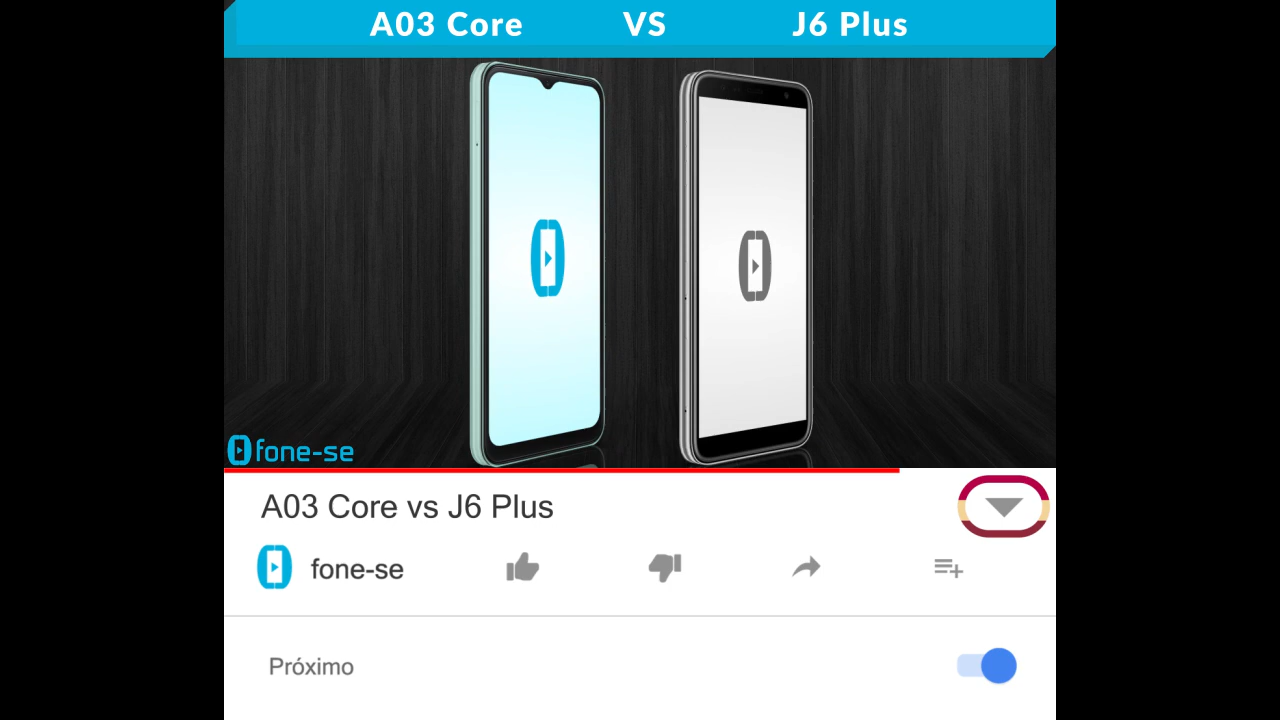 A03 Core VS J6 Plus
fone-se
A03 Core vs J6 Plus
fone-se
Próximo